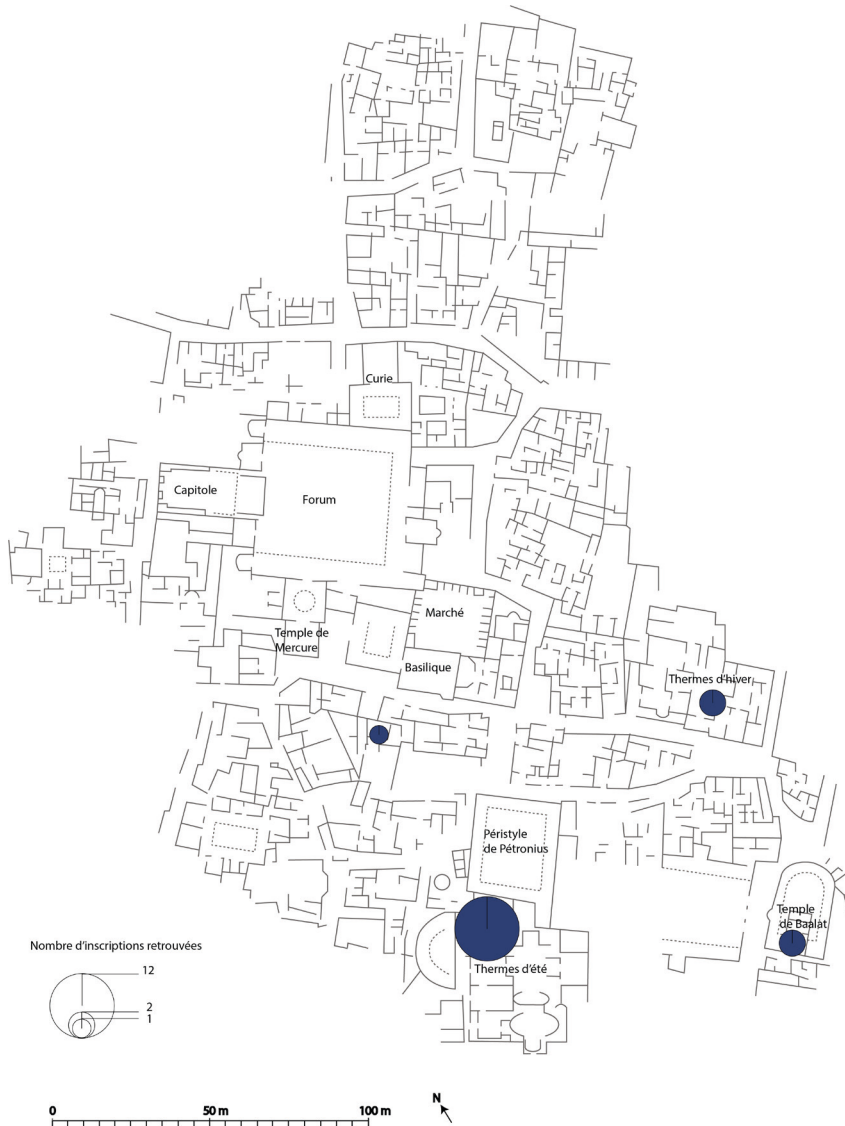 Curie
Capitole
Forum
Marché
Temple de
Mercure
Basilique
Thermes d'hiver
Péristyle
de Pétronius
Temple
de Baalat
Nombre d'inscriptions retrouvées
12
2
1
Thermes d'été
N
0
50 m
100 m